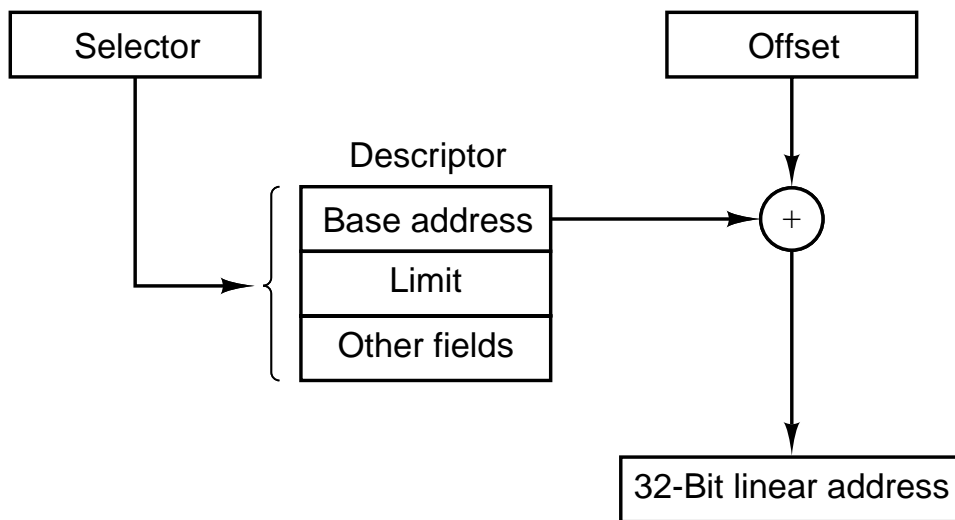 Selector
Offset
Descriptor
Base address
+
Limit
Other fields
32-Bit linear address